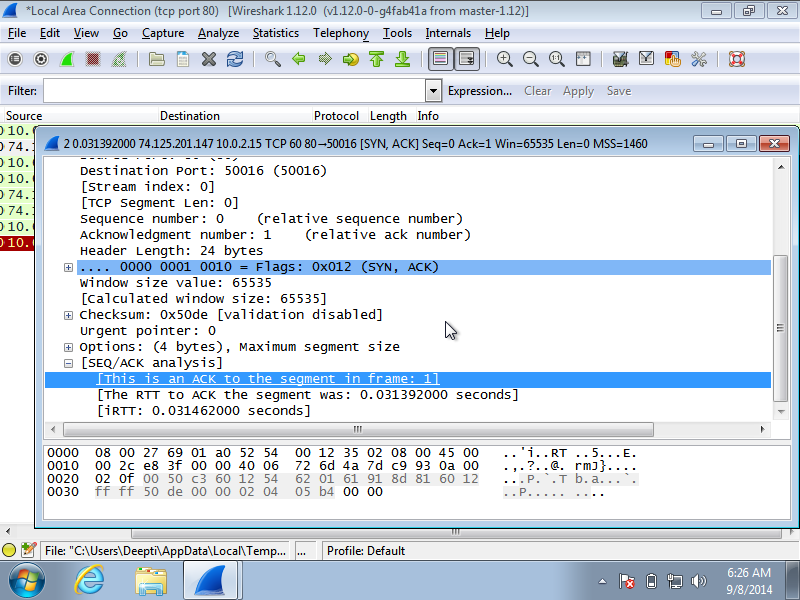 *Local Area Connection (tcp port 80) [Wireshark 1.12.0 (v1.12.0-0-g4fab41a from master-1.12)]
File Edit View Go Capture Analyze Statistics Telephony Tools Internals Help
Filter: Expression... Clear Apply Save
Source Destination Protocol Length Info
2 0.031392000 74.125.201.147 10.0.2.15 TCP 60 80→50016 [SYN, ACK] Seq=0 Ack=1 Win=65535 Len=0 MSS=1460
Destination Port: 50016 (50016)
[Stream index: 0]
[TCP Segment Len: 0]
Sequence number: 0 (relative sequence number)
Acknowledgment number: 1 (relative ack number)
Header Length: 24 bytes
.... 0000 0001 0010 = Flags: 0x012 (SYN, ACK)
Window size value: 65535
[Calculated window size: 65535]
Checksum: 0x50de [validation disabled]
Urgent pointer: 0
Options: (4 bytes), Maximum segment size
[SEQ/ACK analysis]
[This is an ACK to the segment in frame: 1]
[The RTT to ACK the segment was: 0.031392000 seconds]
[iRTT: 0.031462000 seconds]
0000 08 00 27 69 01 a0 52 54 00 12 35 02 08 00 45 00 ..'i..RT ..5...E.
0010 00 2c e8 3f 00 00 40 06 72 6d 4a 7d c9 93 0a 00 .,.?..@. rmJ}....
0020 02 0f 00 50 c3 60 12 54 62 01 61 91 8d 81 60 12 ...P.`.T b.a...`.
0030 ff ff 50 de 00 00 02 04 05 b4 00 00 ..P..... ....
File: "C:\Users\Deepti\AppData\Local\Temp... ... Profile: Default
6:26 AM
9/8/2014